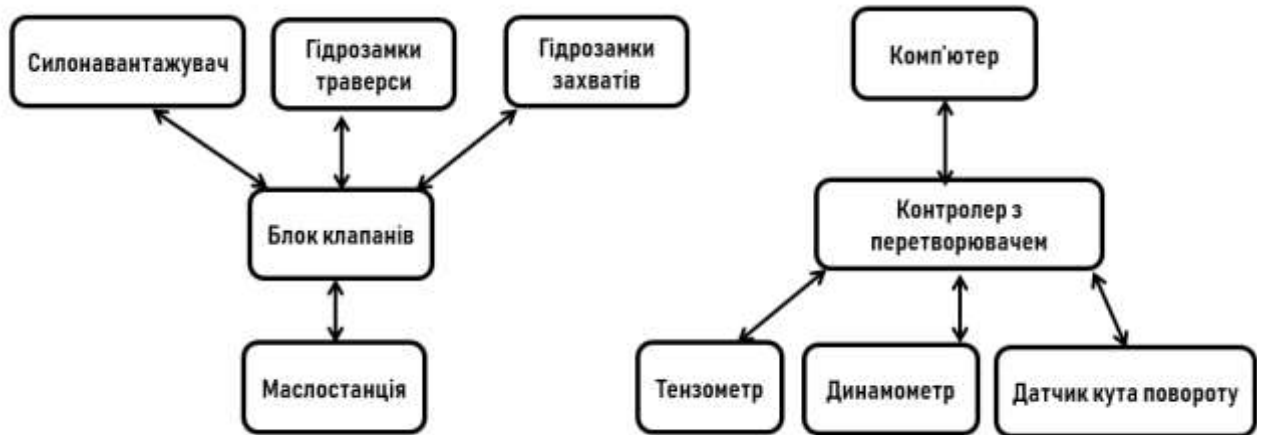 Силонавантажувач
Гідрозамки
траверси
Гідрозамки
захватів
Комп'ютер
Блок клапанів
Контролер з
перетворювачем
Маслостанція
Тензометр
Динамометр
Датчик кута повороту